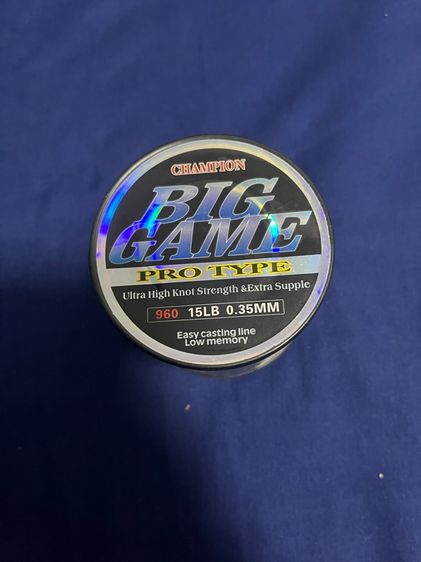 CHAMPION
BIG
GAME
PRO TYPE
Ultra High Knot Strength &Extra Supple
960 15LB 0.35MM
Easy casting line
Low memory